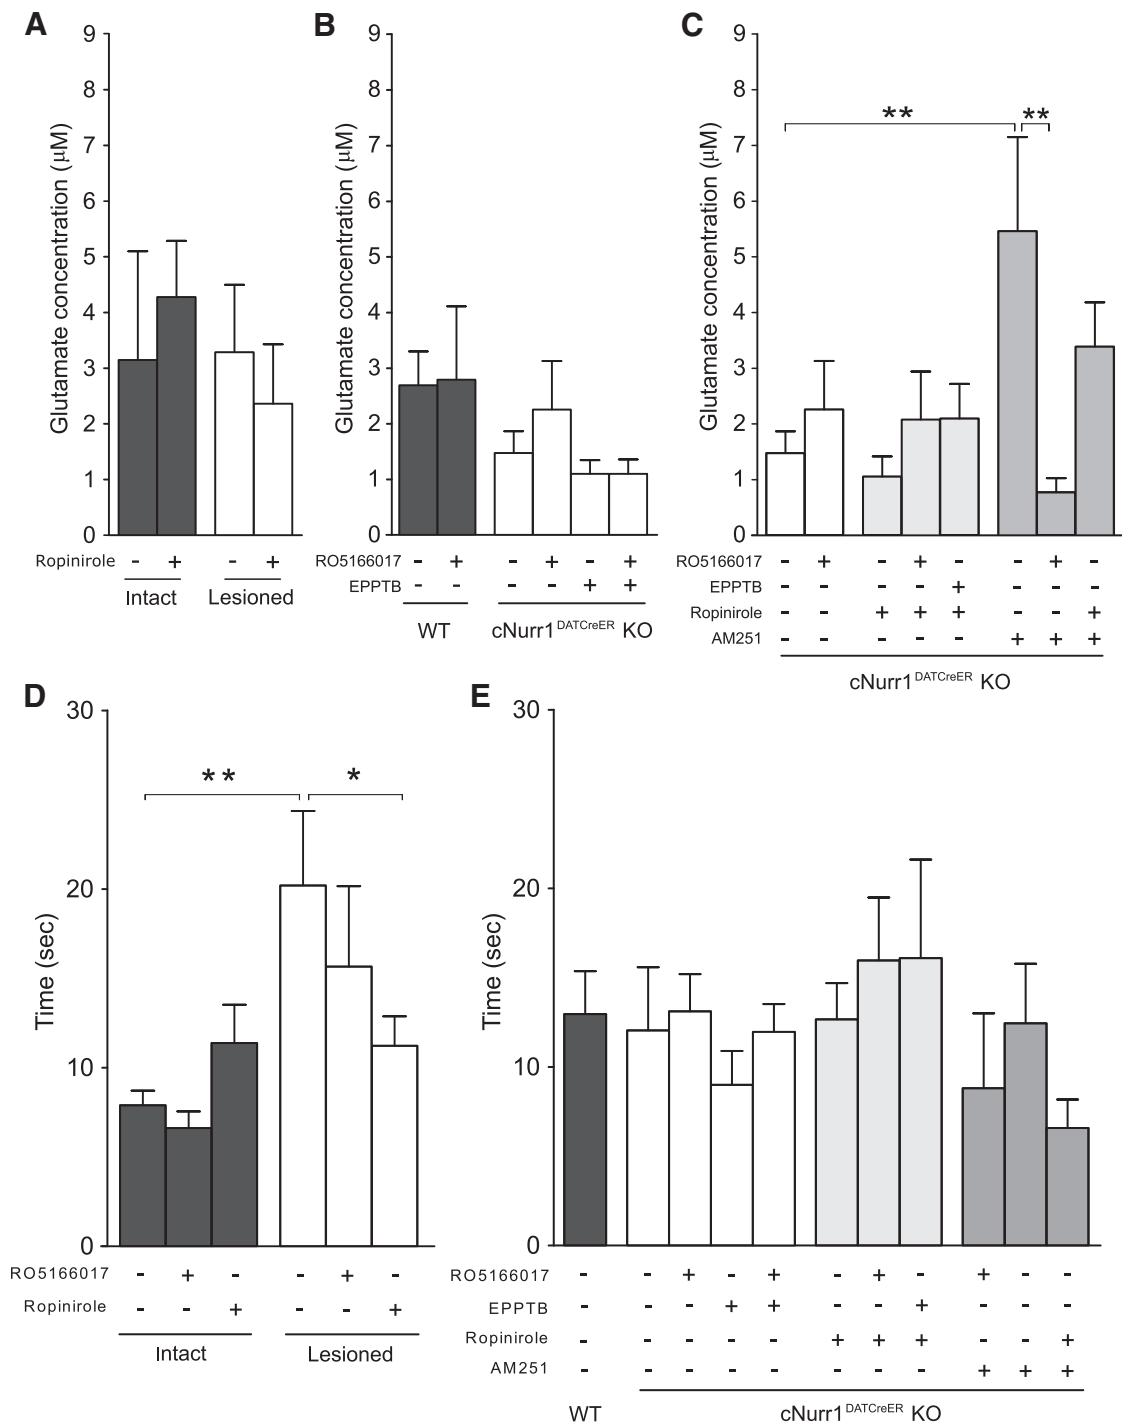 A B C
9 9 9
8 8 8
** **
7 7 7
6 6 6
5 5 5
4 4 4
3 3 3
2 2 2
1 1 1
0 0 0
Glutamate concentration (μM) Glutamate concentration (μM) Glutamate concentration (μM)
Ropinirole - + - +
Intact Lesioned
RO5166017 - + - + - +
EPPTB - - - - + +
WT cNurr1DATCreER KO
RO5166017 - + - + - - + -
EPPTB - - - - + - - -
Ropinirole - - + + + - - +
AM251 - - - - - + + +
cNurr1DATCreER KO
D E
30 30
** *
20 20
Time (sec) Time (sec)
10 10
0 0
RO5166017 - + - - + -
Ropinirole - - + - - +
Intact Lesioned
RO5166017 - - + - + - + - + - -
EPPTB - - - + + - - + - - -
Ropinirole - - - - - + + + - - +
AM251 - - - - - - - - + + +
WT cNurr1DATCreER KO